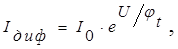 I_диф = I_0 · e^{U/φ_t} ,